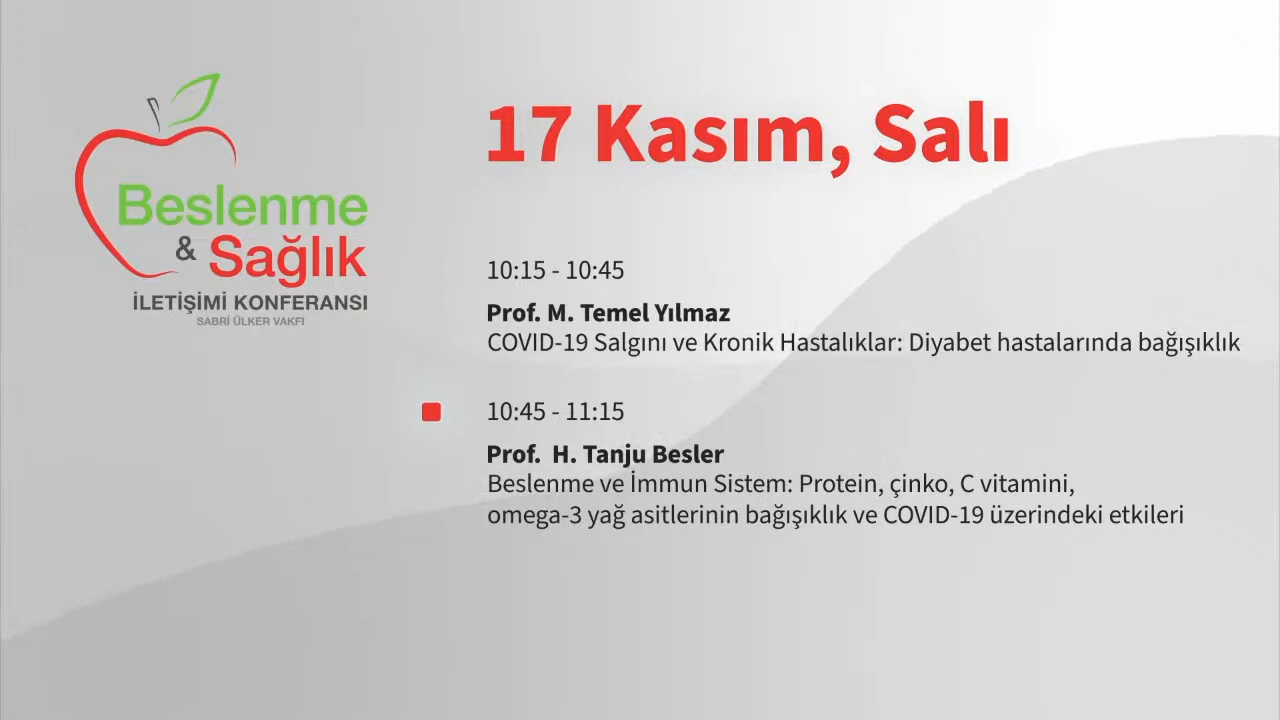 Beslenme
& Sağlık
İLETİŞİMİ KONFERANSI
SABRİ ÜLKER VAKFI
17 Kasım, Salı
10:15 - 10:45
Prof. M. Temel Yılmaz
COVID-19 Salgını ve Kronik Hastalıklar: Diyabet hastalarında bağışıklık
10:45 - 11:15
Prof. H. Tanju Besler
Beslenme ve İmmun Sistem: Protein, çinko, C vitamini,
omega-3 yağ asitlerinin bağışıklık ve COVID-19 üzerindeki etkileri